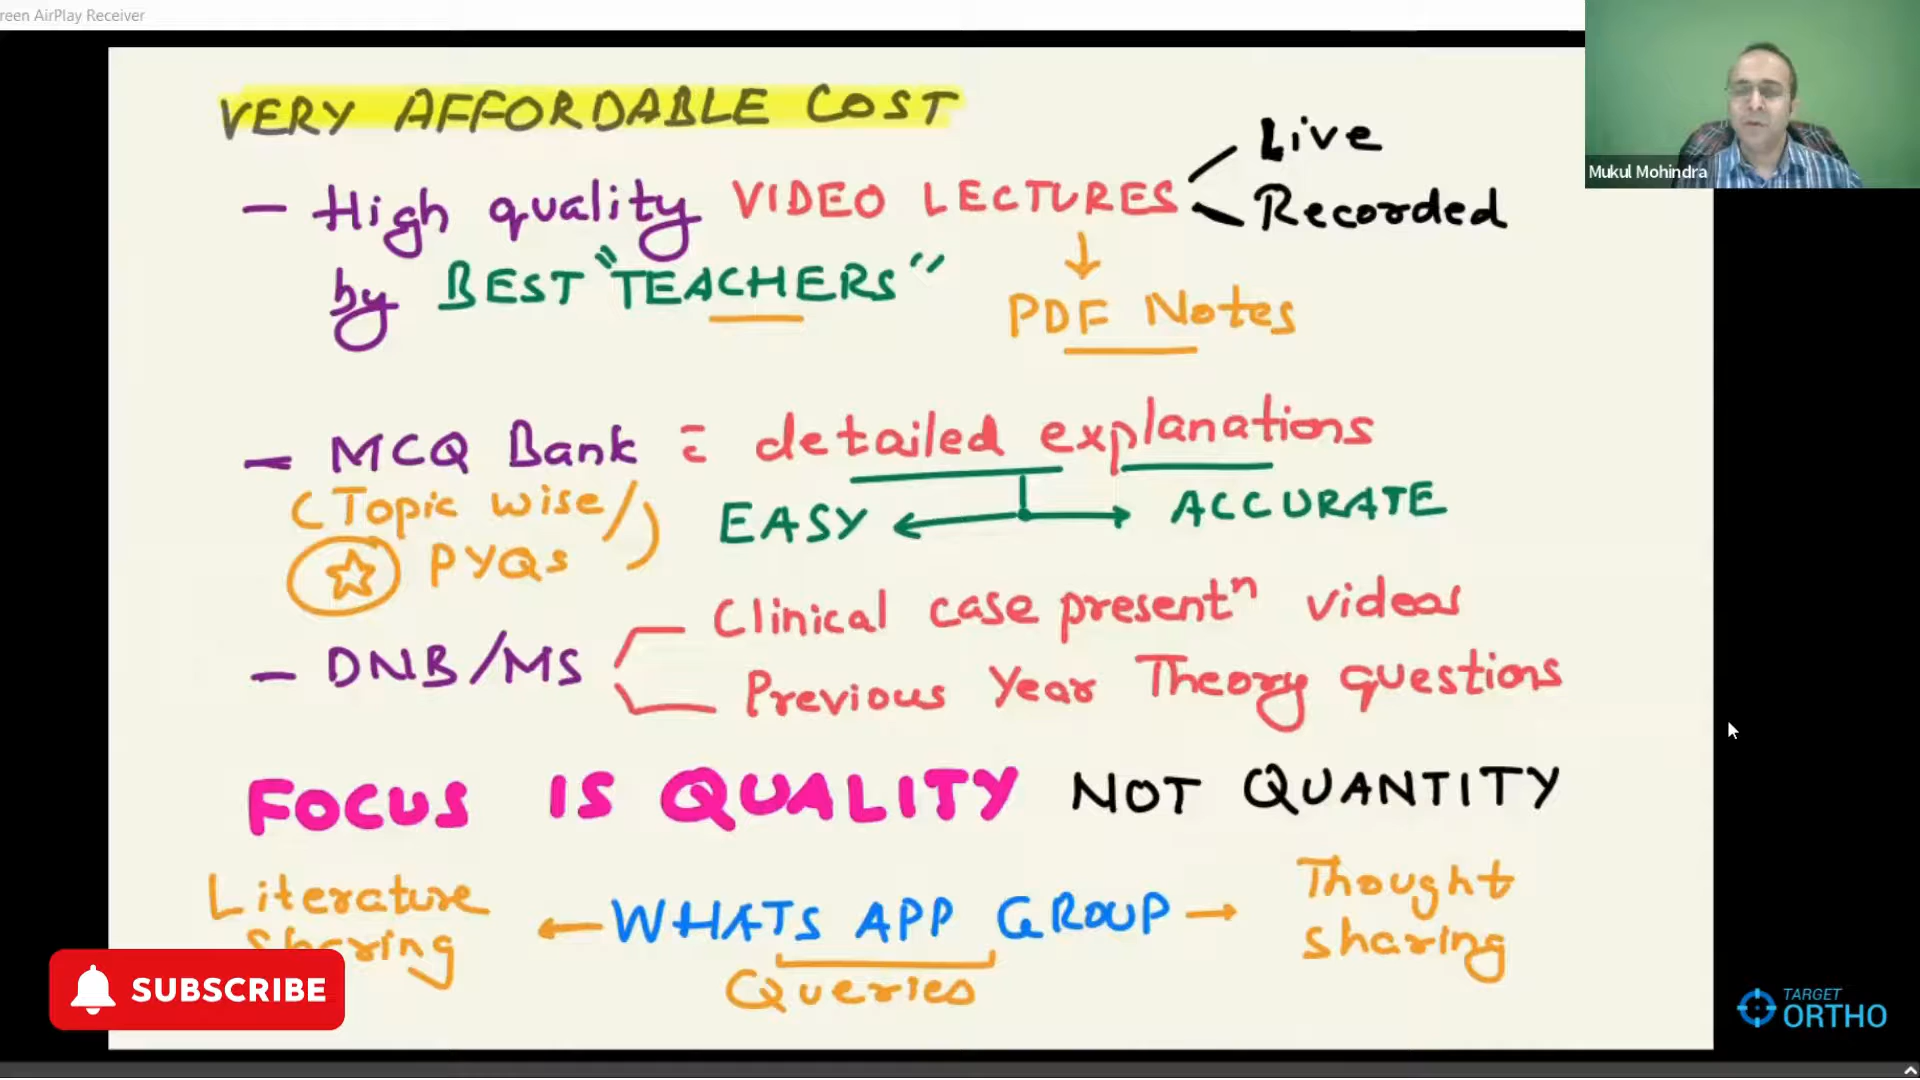 reen AirPlay Receiver
VERY AFFORDABLE COST
- High quality VIDEO LECTURES
Live
Recorded
by BEST "TEACHERS"
PDF Notes
- MCQ Bank c̄ detailed explanations
(Topic wise/
PYQs)
EASY ACCURATE
- DNB/MS
Clinical case presentⁿ videos
Previous Year Theory questions
FOCUS IS QUALITY NOT QUANTITY
Literature
sharing
WHATS APP GROUP
Thought
sharing
Queries
Mukul Mohindra
SUBSCRIBE
TARGET
ORTHO